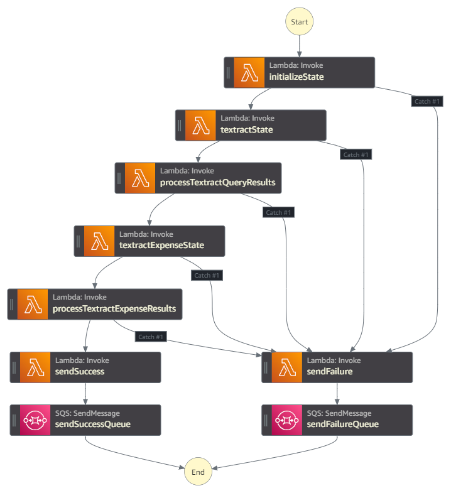 Start
Lambda: Invoke
initializeState
Catch #1
Lambda: Invoke
textractState
Catch #1
Lambda: Invoke
processTextractQueryResults
Catch #1
Lambda: Invoke
textractExpenseState
Catch #1
Lambda: Invoke
processTextractExpenseResults
Catch #1
Lambda: Invoke
sendSuccess
Lambda: Invoke
sendFailure
SQS: SendMessage
sendSuccessQueue
SQS: SendMessage
sendFailureQueue
End